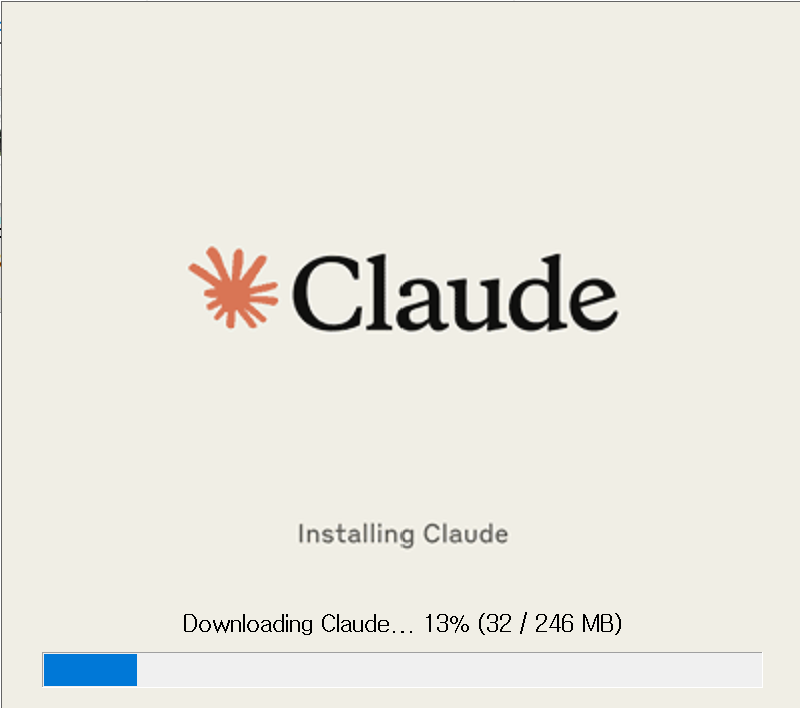 Claude
Installing Claude
Downloading Claude... 13% (32 / 246 MB)